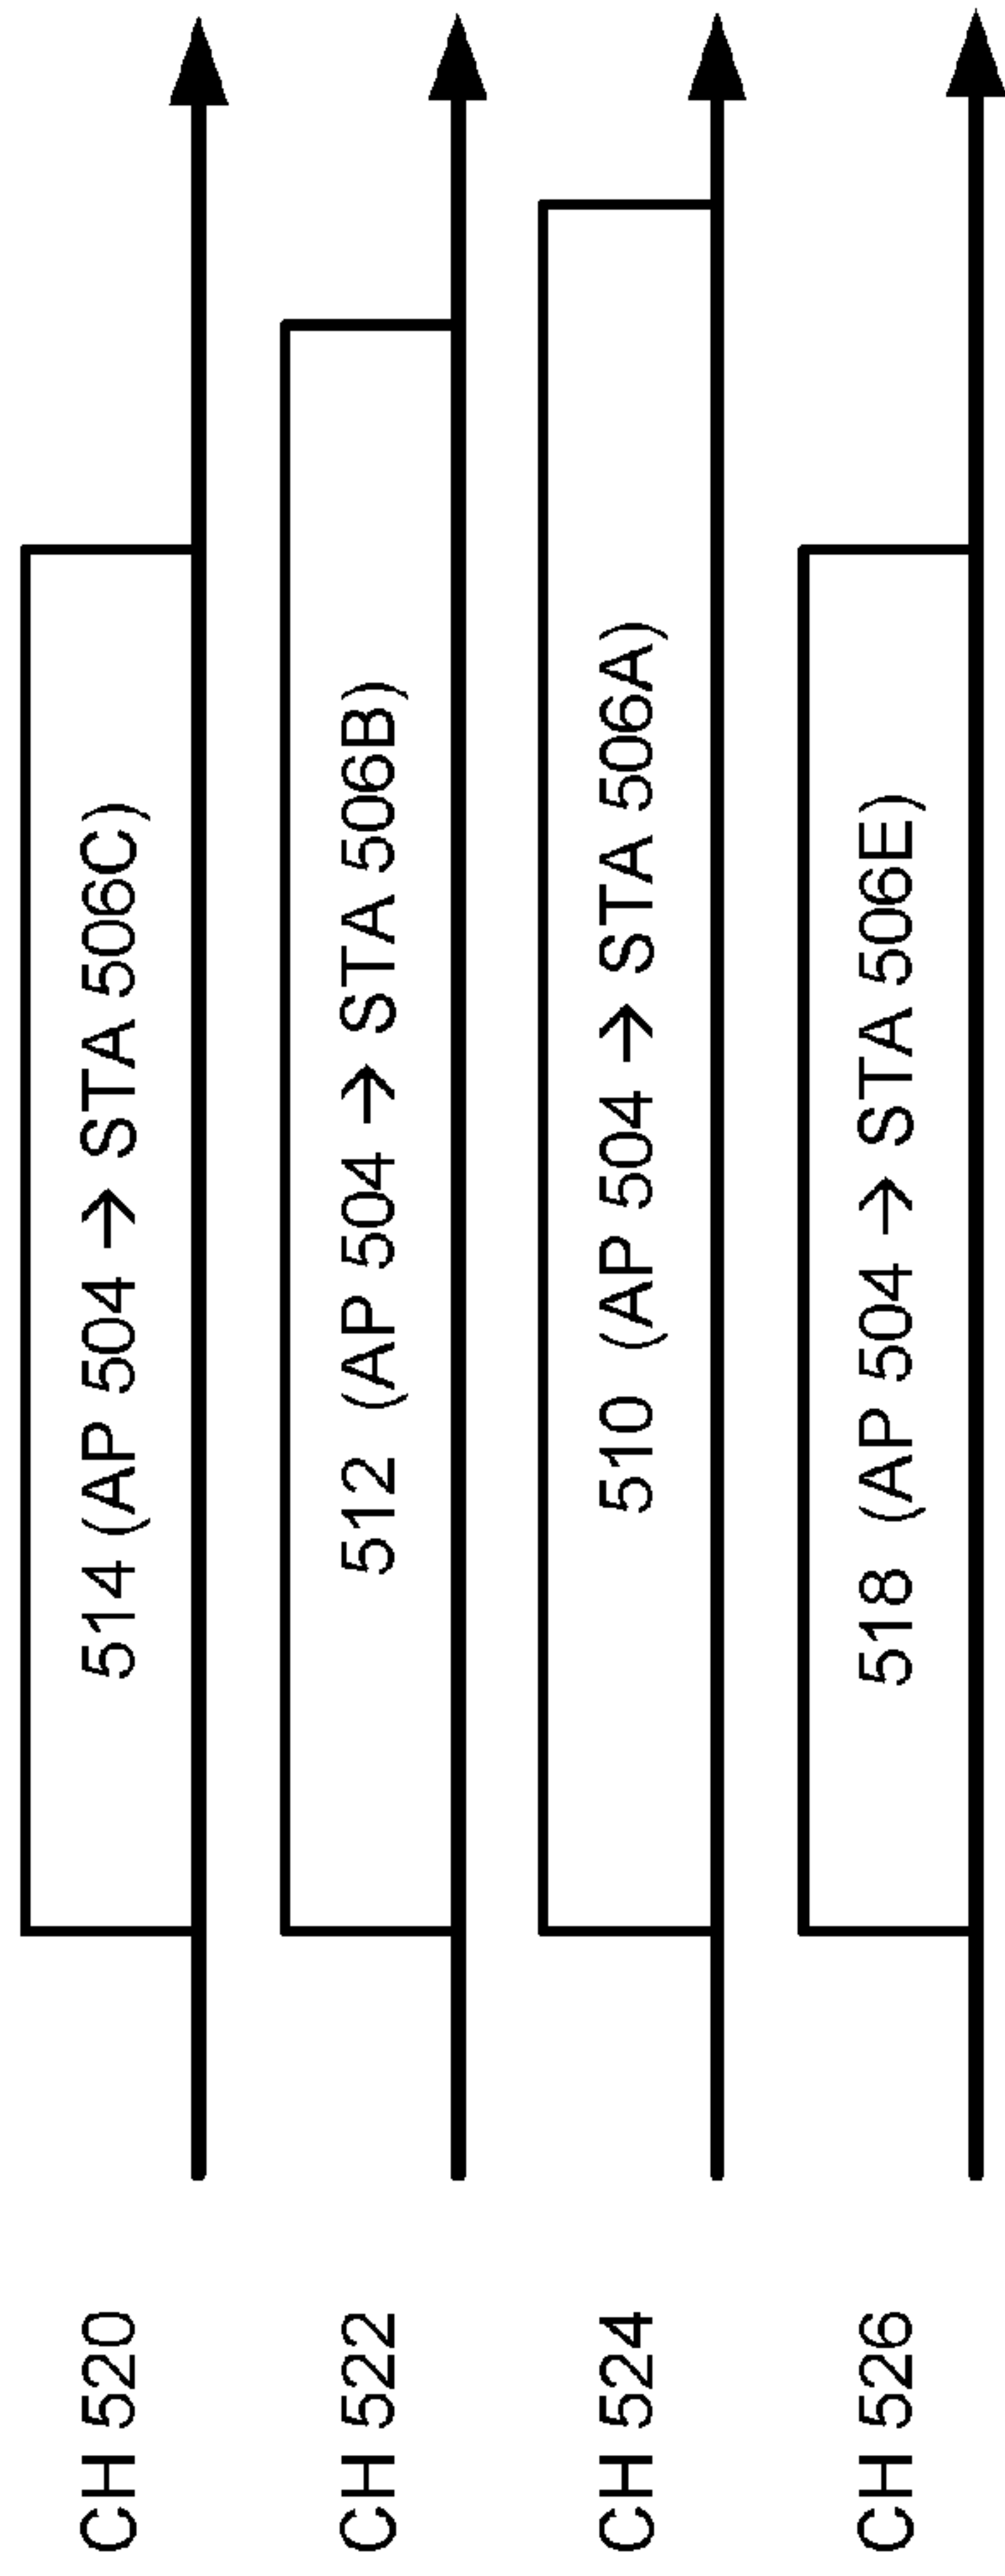 CH 520
514 (AP 504 → STA 506C)
CH 522
512 (AP 504 → STA 506B)
CH 524
510 (AP 504 → STA 506A)
CH 526
518 (AP 504 → STA 506E)